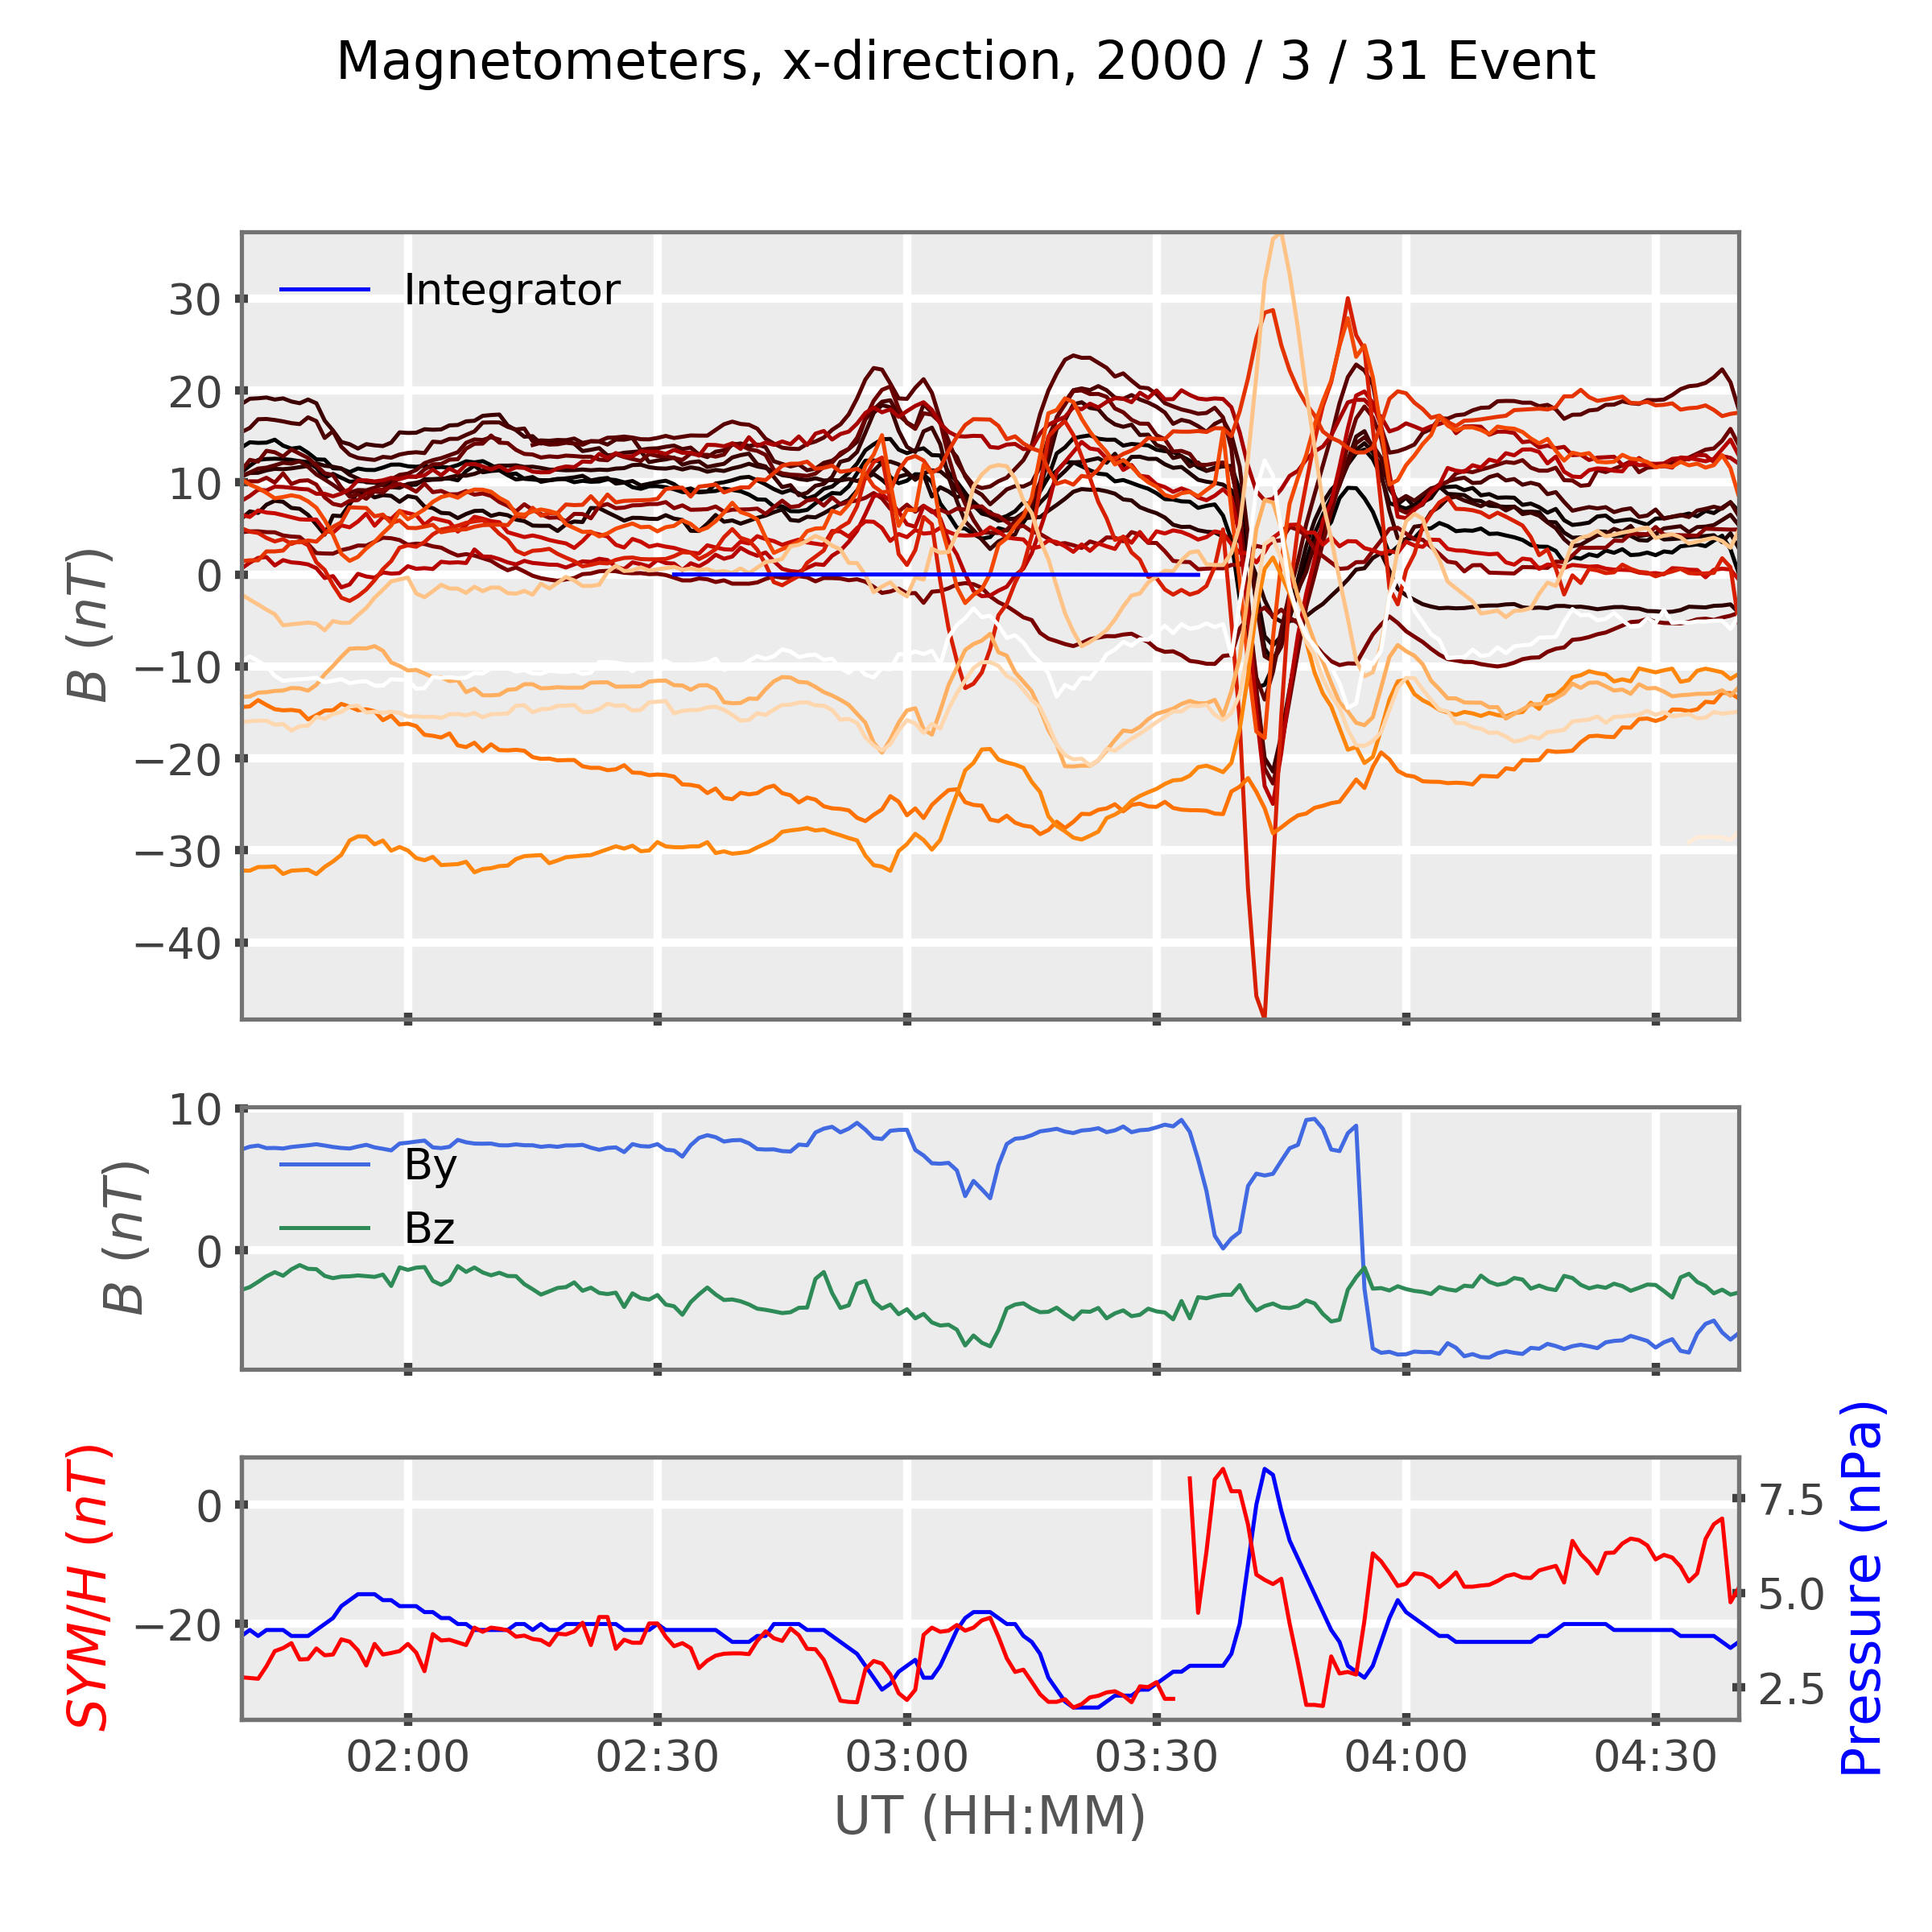 Magnetometers, x-direction, 2000 / 3 / 31 Event
B (nT)
30
20
10
0
−10
−20
−30
−40
Integrator
B (nT)
10
0
By
Bz
SYM/H (nT)
0
−20
7.5
5.0
2.5
Pressure (nPa)
02:00 02:30 03:00 03:30 04:00 04:30
UT (HH:MM)